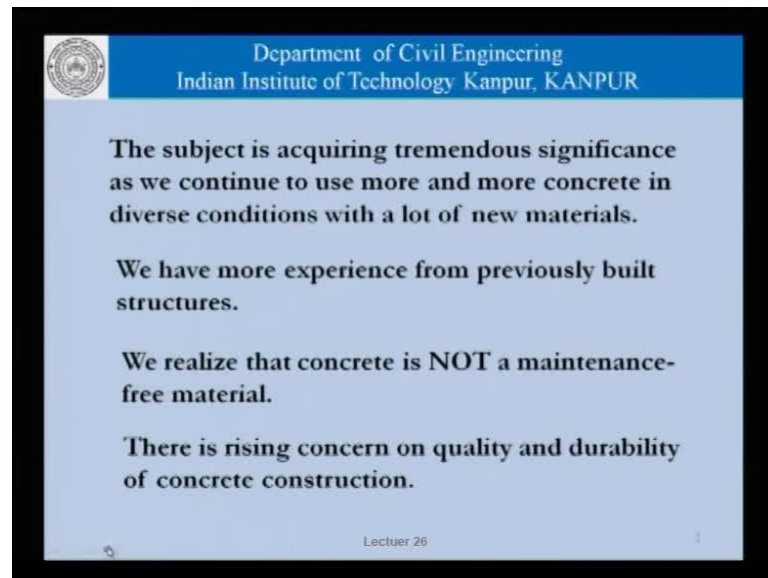 Department of Civil Engineering
Indian Institute of Technology Kanpur, KANPUR
The subject is acquiring tremendous significance
as we continue to use more and more concrete in
diverse conditions with a lot of new materials.
We have more experience from previously built
structures.
We realize that concrete is NOT a maintenance-
free material.
There is rising concern on quality and durability
of concrete construction.
Lectuer 26